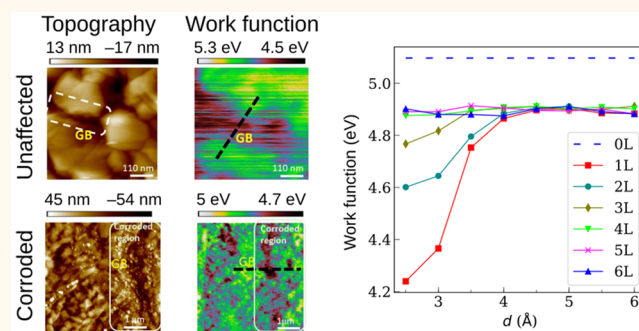 Topography Work function
13 nm −17 nm 5.3 eV 4.5 eV
Unaffected
GB
110 nm
GB
110 nm
45 nm −54 nm 5 eV 4.7 eV
Corroded
Corroded
region
GB
1 µm
Corroded
region
GB
1µm
Work function (eV)
5.0
4.8
4.6
4.4
4.2
0L
1L
2L
3L
4L
5L
6L
3 4 5 6
d (Å)